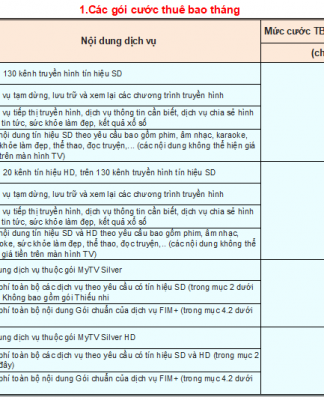 1.Các gói cước thuê bao tháng
Nội dung dịch vụ
Mức cước TB
(ch
130 kênh truyền hình tín hiệu SD
vụ tạm dừng, lưu trữ và xem lại các chương trình truyền hình
vụ tiếp thị truyền hình, dịch vụ thông tin cần biết, dịch vụ chia sẻ hình
tin tức, sức khỏe làm đẹp, kết quả xổ số
nội dung tín hiệu SD theo yêu cầu bao gồm phim, âm nhạc, karaoke,
khỏe làm đẹp, thể thao, đọc truyện,... (các nội dung không thể hiện giá
trên màn hình TV)
20 kênh tín hiệu HD, trên 130 kênh truyền hình tín hiệu SD
vụ tạm dừng, lưu trữ và xem lại các chương trình truyền hình
vụ tiếp thị truyền hình, dịch vụ thông tin cần biết, dịch vụ chia sẻ hình
tin tức, sức khỏe làm đẹp, kết quả xổ số
nội dung tín hiệu SD và HD theo yêu cầu bao gồm phim, âm nhạc,
oke, sức khỏe làm đẹp, thể thao, đọc truyện,.. (các nội dung không thể
giá tiền trên màn hình TV)
ung dịch vụ thuộc gói MyTV Silver
phí toàn bộ các dịch vụ theo yêu cầu có tín hiệu SD (trong mục 2 dưới
Không bao gồm gói Thiếu nhi
phí toàn bộ nội dung Gói chuẩn của dịch vụ FIM+ (trong mục 4.2 dưới
ung dịch vụ thuộc gói MyTV Silver HD
phí toàn bộ các dịch vụ theo yêu cầu có tín hiệu SD và HD (trong mục 2
đây)
phí toàn bộ nội dung Gói chuẩn của dịch vụ FIM+ (trong mục 4.2 dưới